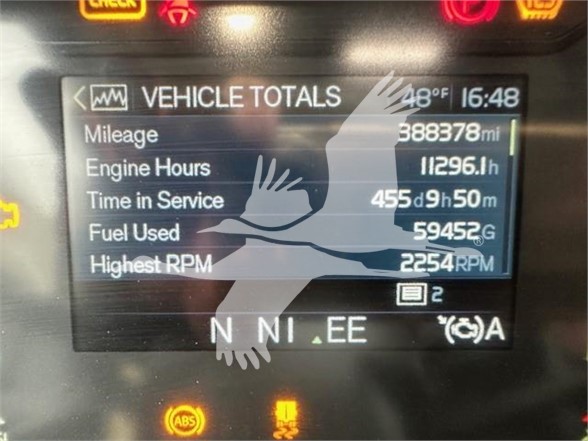 CHECK
VEHICLE TOTALS 48°F 16:48
Mileage 388378mi
Engine Hours 11296.1h
Time in Service 455d9h50m
Fuel Used 59452G
®
Highest RPM 2254RPM
2
N NI EE A
ABS